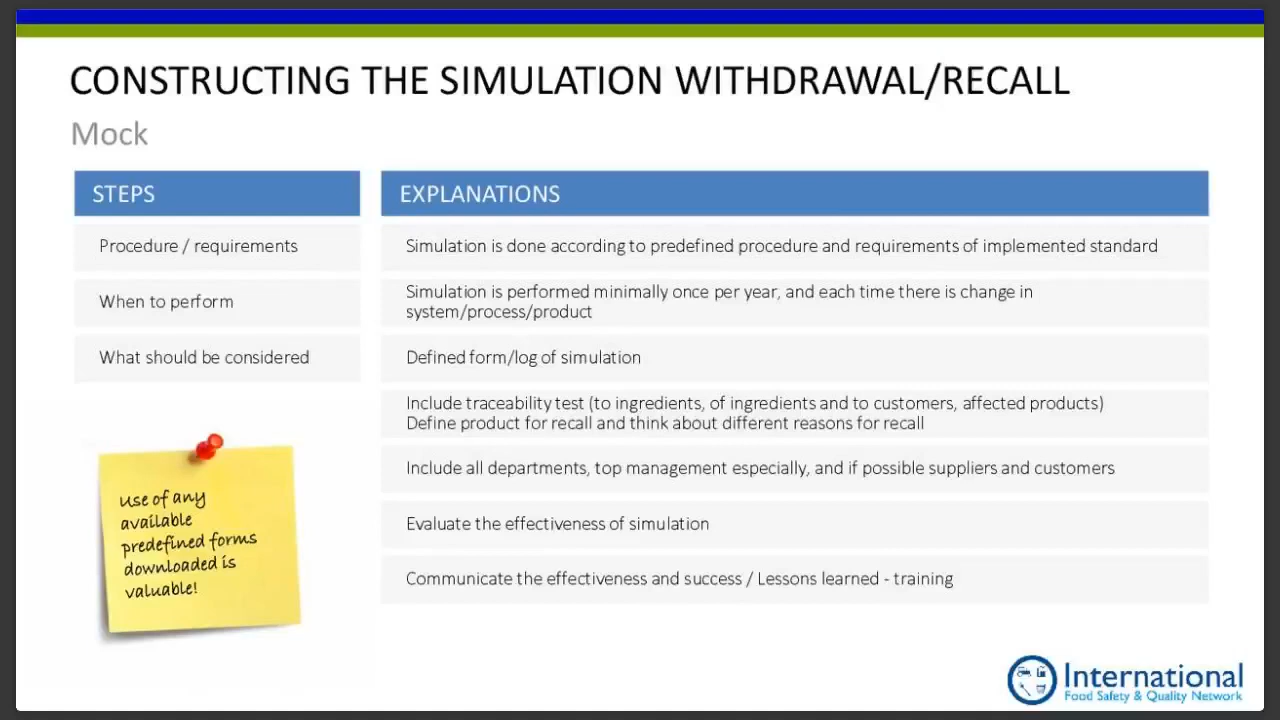 CONSTRUCTING THE SIMULATION WITHDRAWAL/RECALL
Mock
STEPS
EXPLANATIONS
Procedure / requirements
Simulation is done according to predefined procedure and requirements of implemented standard
When to perform
Simulation is performed minimally once per year, and each time there is change in
system/process/product
What should be considered
Defined form/log of simulation
Include traceability test (to ingredients, of ingredients and to customers, affected products)
Define product for recall and think about different reasons for recall
Include all departments, top management especially, and if possible suppliers and customers
Evaluate the effectiveness of simulation
Communicate the effectiveness and success / Lessons learned - training
Use of any
available
predefined forms
downloaded is
valuable!
International
Food Safety & Quality Network